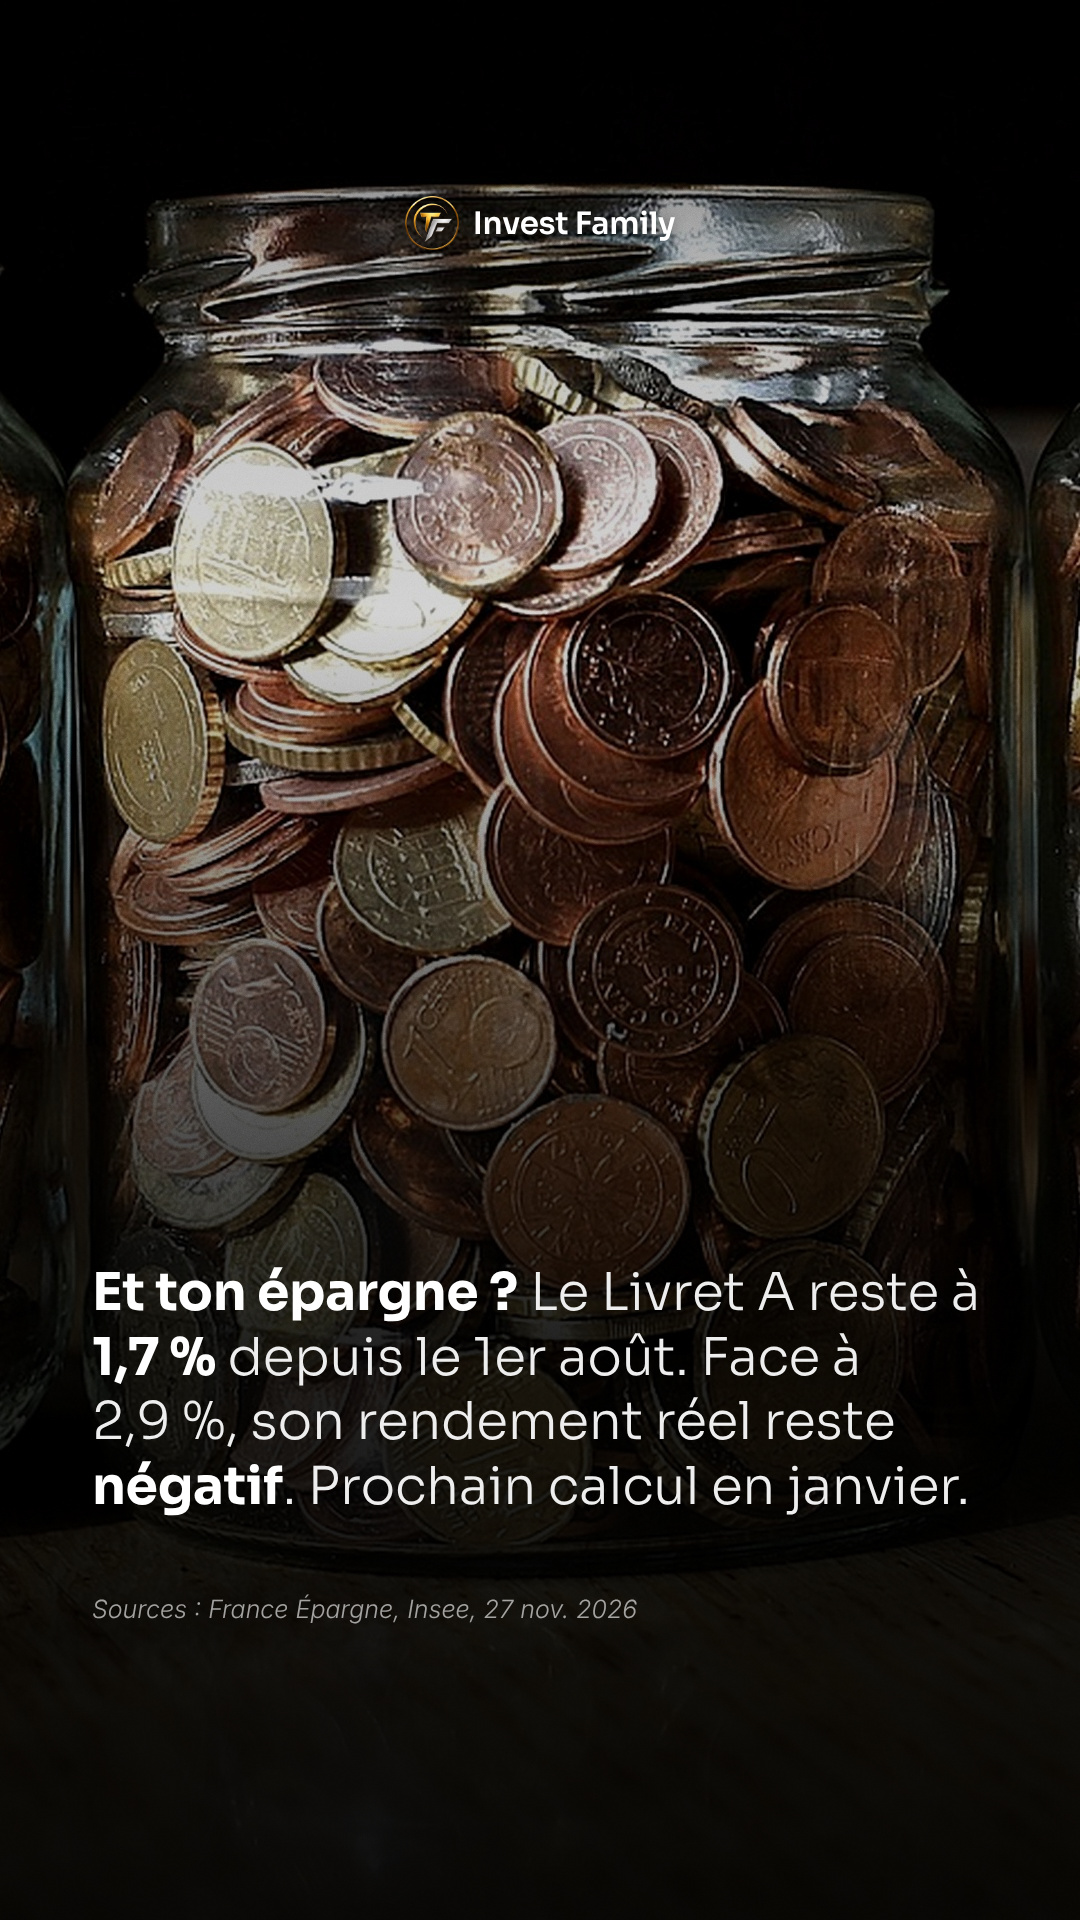 Invest Family
Et ton épargne ? Le Livret A reste à
1,7 % depuis le 1er août. Face à
2,9 %, son rendement réel reste
négatif. Prochain calcul en janvier.
Sources : France Épargne, Insee, 27 nov. 2026